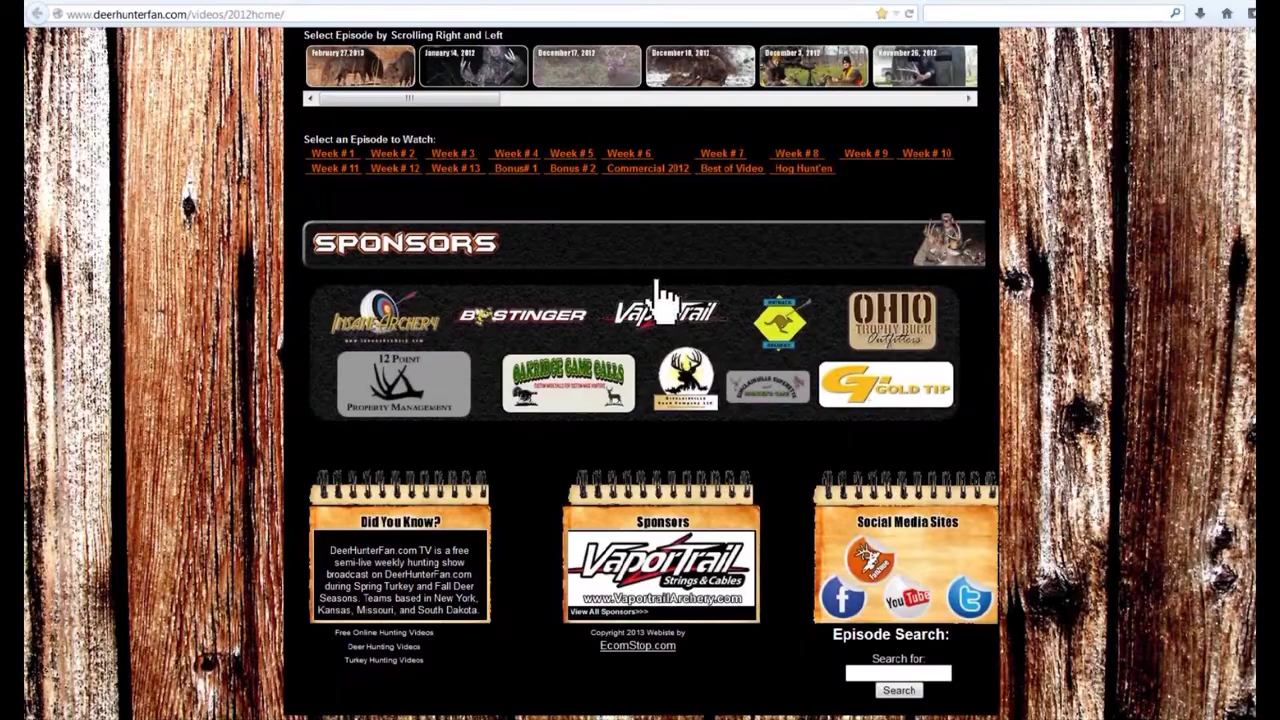 www.deerhunterfan.com/videos/2012home/
Select Episode by Scrolling Right and Left
February 27,2013 January 14, 2012 December 17, 2012 December 10, 2012 December 3, 2012 November 26, 2012
Select an Episode to Watch:
Week # 1 Week # 2 Week # 3 Week # 4 Week # 5 Week # 6 Week # 7 Week # 8 Week # 9 Week # 10
Week # 11 Week # 12 Week # 13 Bonus# 1 Bonus # 2 Commercial 2012 Best of Video Hog Hunt'en
SPONSORS
INSANE ARCHERY
BSTINGER
VaporTrail
OUTBACK
OHIO
TROPHY BUCK
Outfitters
12 POINT
PROPERTY MANAGEMENT
OAKRIDGE GAME CALLS
GOLD TIP
Did You Know?
DeerHunterFan.com TV is a free
semi-live weekly hunting show
broadcast on DeerHunterFan.com
during Spring Turkey and Fall Deer
Seasons. Teams based in New York,
Kansas, Missouri, and South Dakota.
Free Online Hunting Videos
Deer Hunting Videos
Turkey Hunting Videos
Sponsors
VaporTrail
Strings & Cables
www.VaportrailArchery.com
View All Sponsors>>>
Copyright 2013 Webiste by
EcomStop.com
Social Media Sites
You Tube
Episode Search:
Search for:
Search